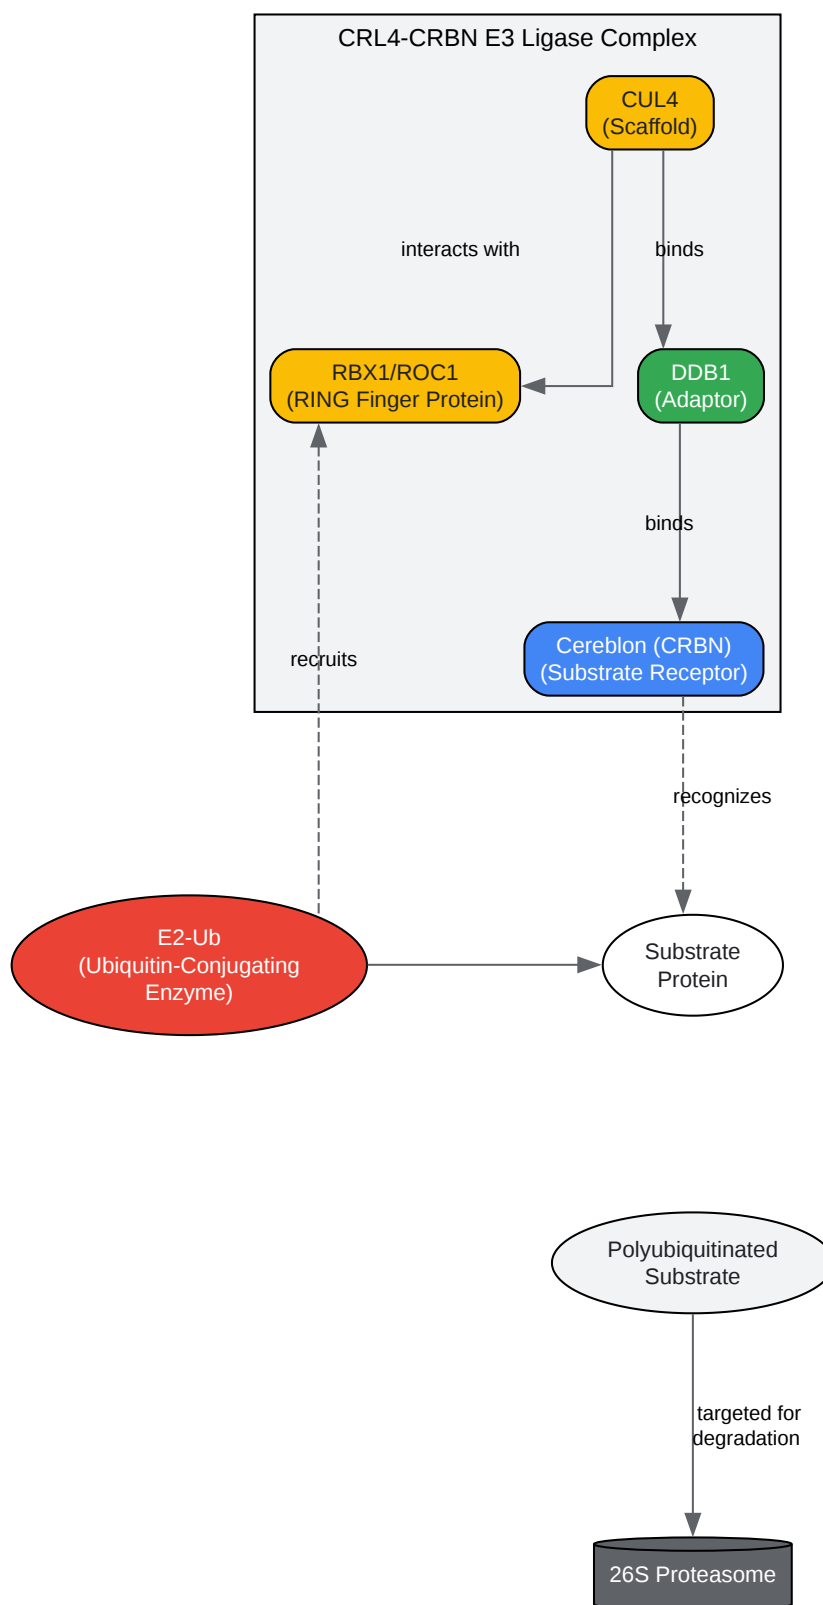 CRL4-CRBN E3 Ligase Complex
CUL4
(Scaffold)
interacts with
binds
RBX1/ROC1
(RING Finger Protein)
DDB1
(Adaptor)
binds
Cereblon (CRBN)
(Substrate Receptor)
recruits
recognizes
E2-Ub
(Ubiquitin-Conjugating
Enzyme)
Substrate
Protein
Polyubiquitinated
Substrate
targeted for
degradation
26S Proteasome